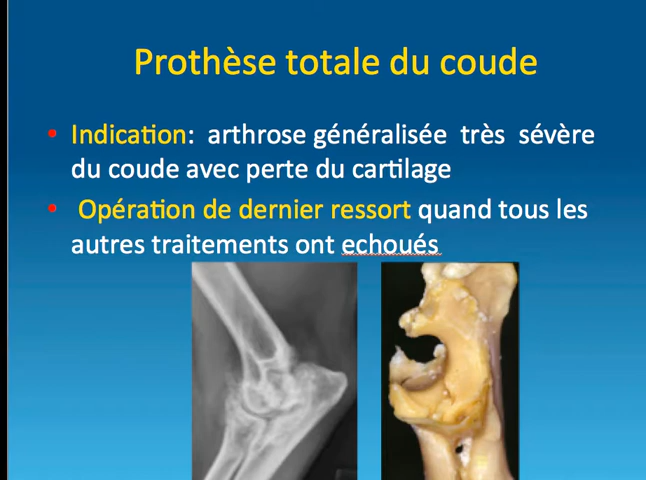 Prothèse totale du coude
• Indication: arthrose généralisée très sévère
du coude avec perte du cartilage
• Opération de dernier ressort quand tous les
autres traitements ont echoués